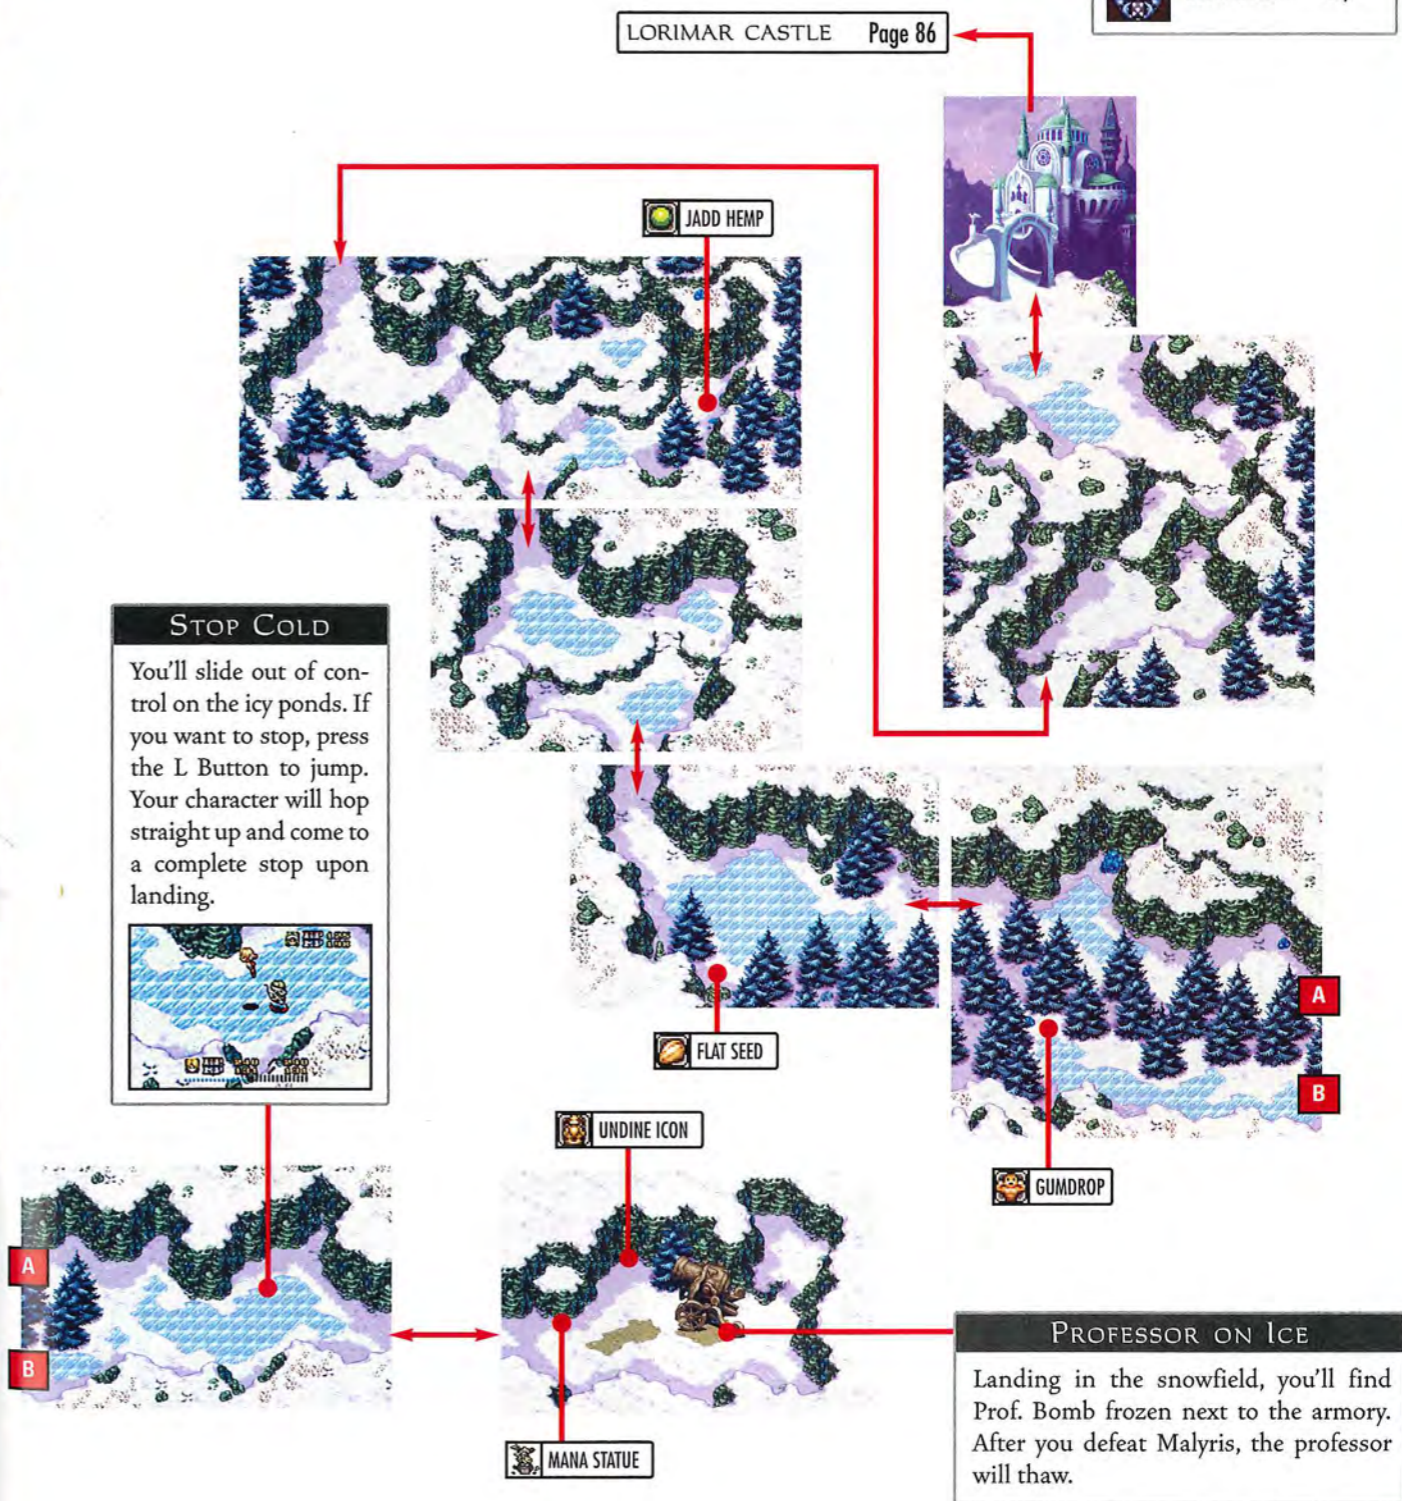 LORIMAR CASTLE Page 86
JADD HEMP
STOP COLD
You'll slide out of con-
trol on the icy ponds. If
you want to stop, press
the L Button to jump.
Your character will hop
straight up and come to
a complete stop upon
landing.
FLAT SEED
A
B
UNDINE ICON
GUMDROP
A
B
MANA STATUE
PROFESSOR ON ICE
Landing in the snowfield, you'll find
Prof. Bomb frozen next to the armory.
After you defeat Malyris, the professor
will thaw.